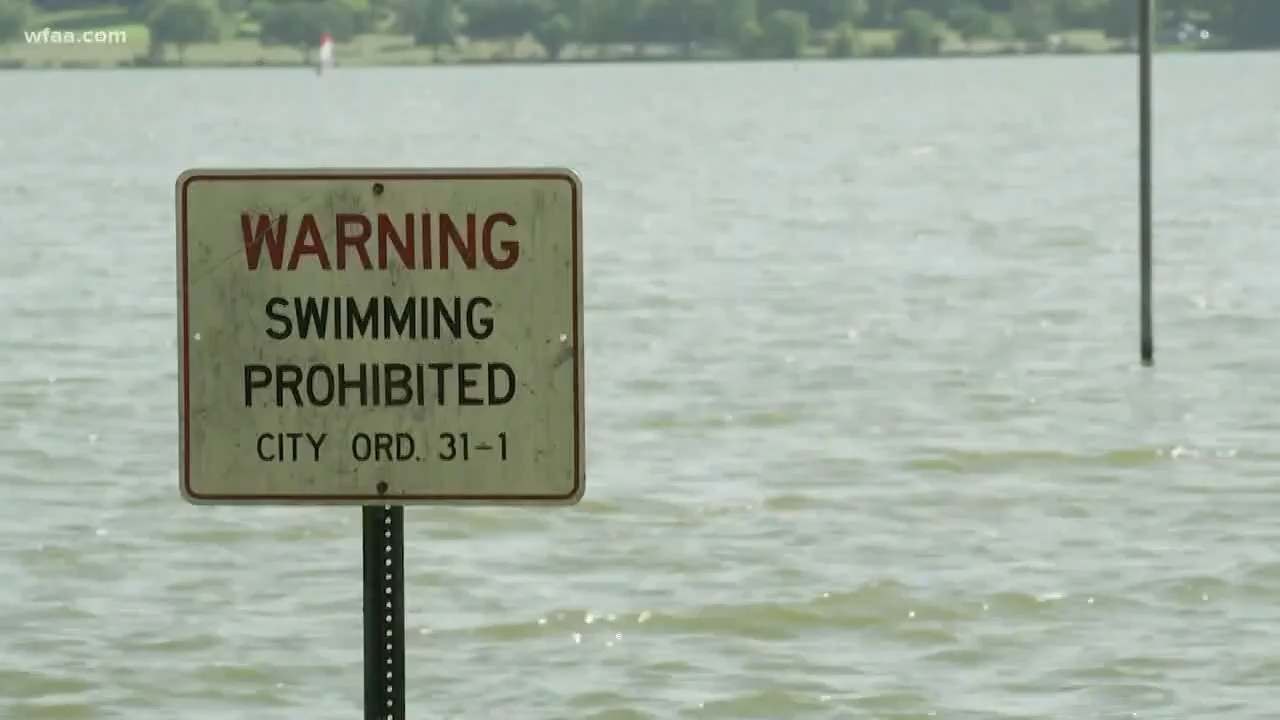 wfaa.com
WARNING
SWIMMING
PROHIBITED
CITY ORD. 31-1